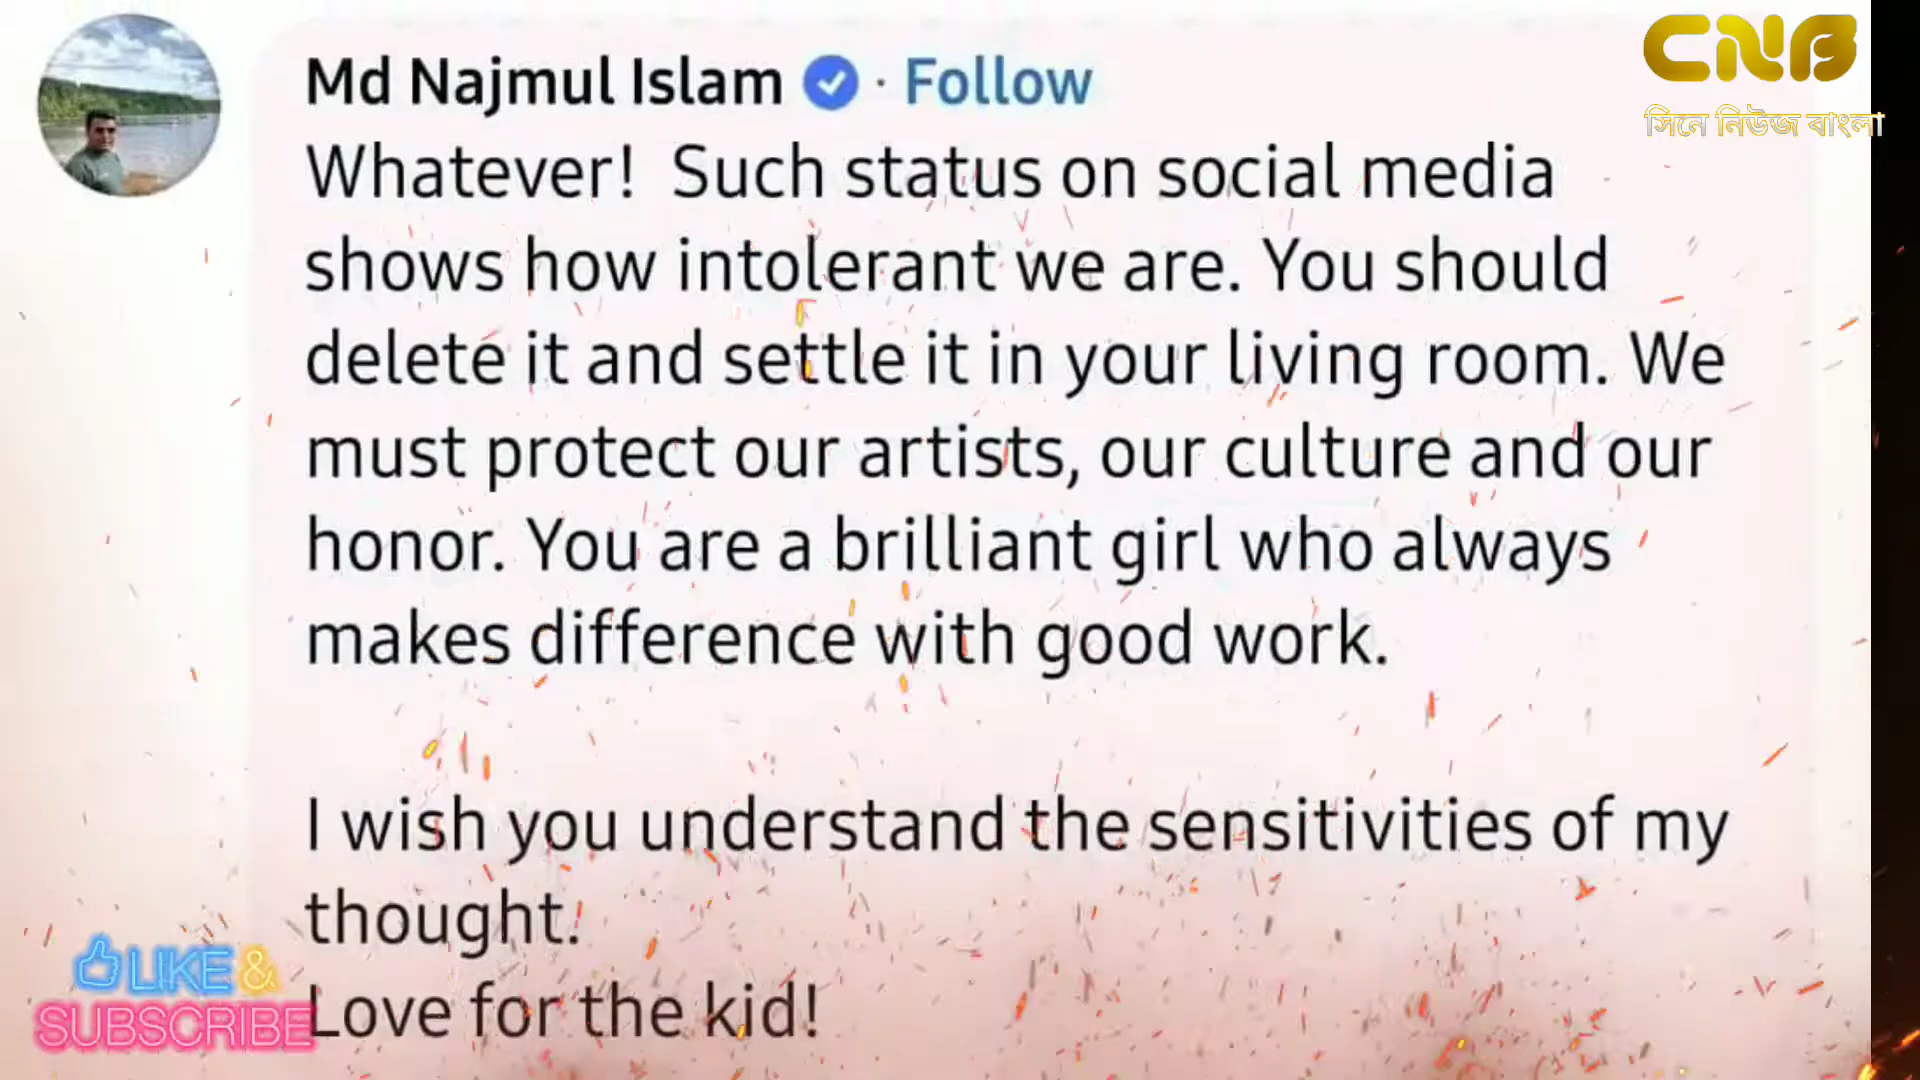 Md Najmul Islam · Follow
CNB
সিনে নিউজ বাংলা
Whatever! Such status on social media
shows how intolerant we are. You should
delete it and settle it in your living room. We
must protect our artists, our culture and our
honor. You are a brilliant girl who always
makes difference with good work.
I wish you understand the sensitivities of my
thought.
Love for the kid!
LIKE &
SUBSCRIBE